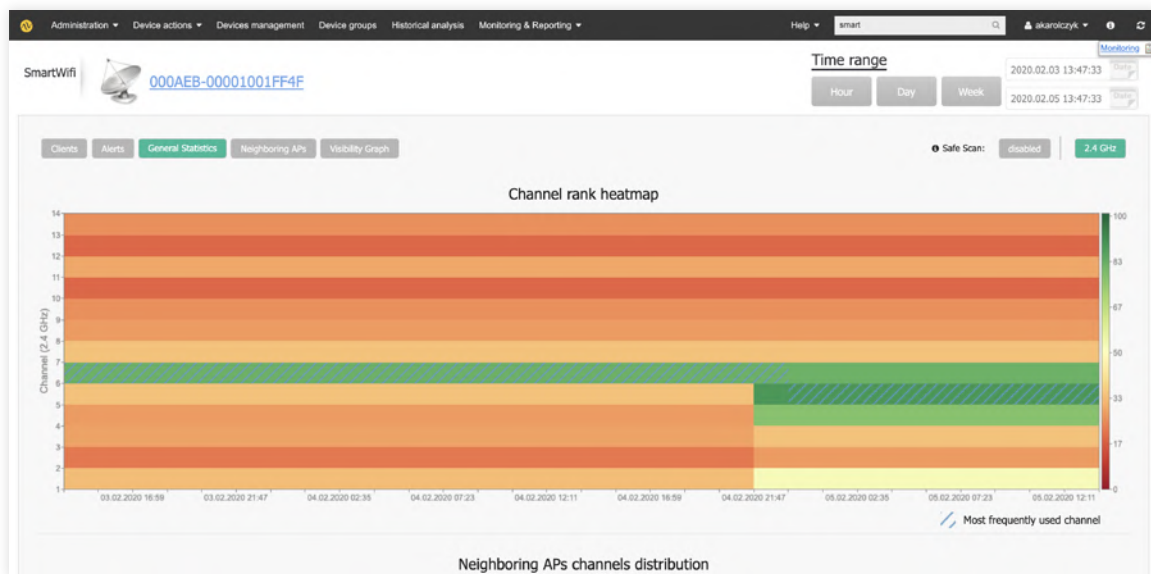 Administration Device actions Devices management Device groups Historical analysis Monitoring & Reporting Help smart akarolczyk
Monitoring
SmartWifi 000AEB-00001001FF4F
Time range
Hour Day Week
2020.02.03 13:47:33 Date
2020.02.05 13:47:33 Date
Clients Alerts General Statistics Neighboring APs Visibility Graph Safe Scan: disabled 2.4 GHz
Channel rank heatmap
Channel (2.4 GHz)
14
13
12
11
10
9
8
7
6
5
4
3
2
1
100
83
67
50
33
17
0
03.02.2020 16:59 03.02.2020 21:47 04.02.2020 02:35 04.02.2020 07:23 04.02.2020 12:11 04.02.2020 16:59 04.02.2020 21:47 05.02.2020 02:35 05.02.2020 07:23 05.02.2020 12:11
Most frequently used channel
Neighboring APs channels distribution